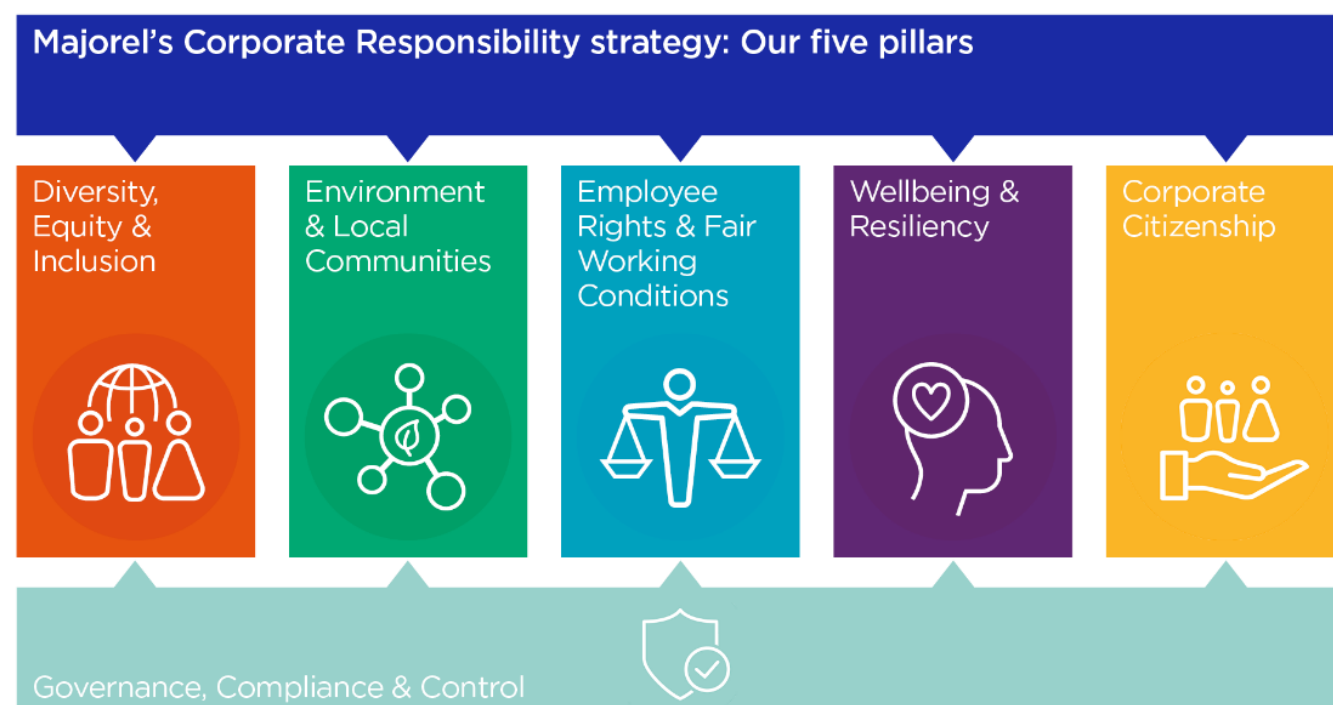 Majorel’s Corporate Responsibility strategy: Our five pillars
Diversity,
Equity &
Inclusion
Environment
& Local
Communities
Employee
Rights & Fair
Working
Conditions
Wellbeing &
Resiliency
Corporate
Citizenship
Governance, Compliance & Control